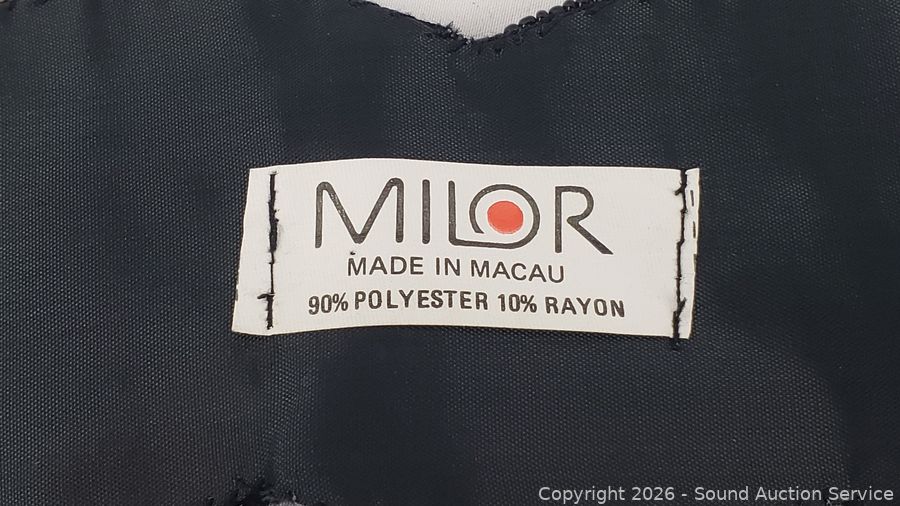 MILOR
MADE IN MACAU
90% POLYESTER 10% RAYON
Copyright 2026 - Sound Auction Service